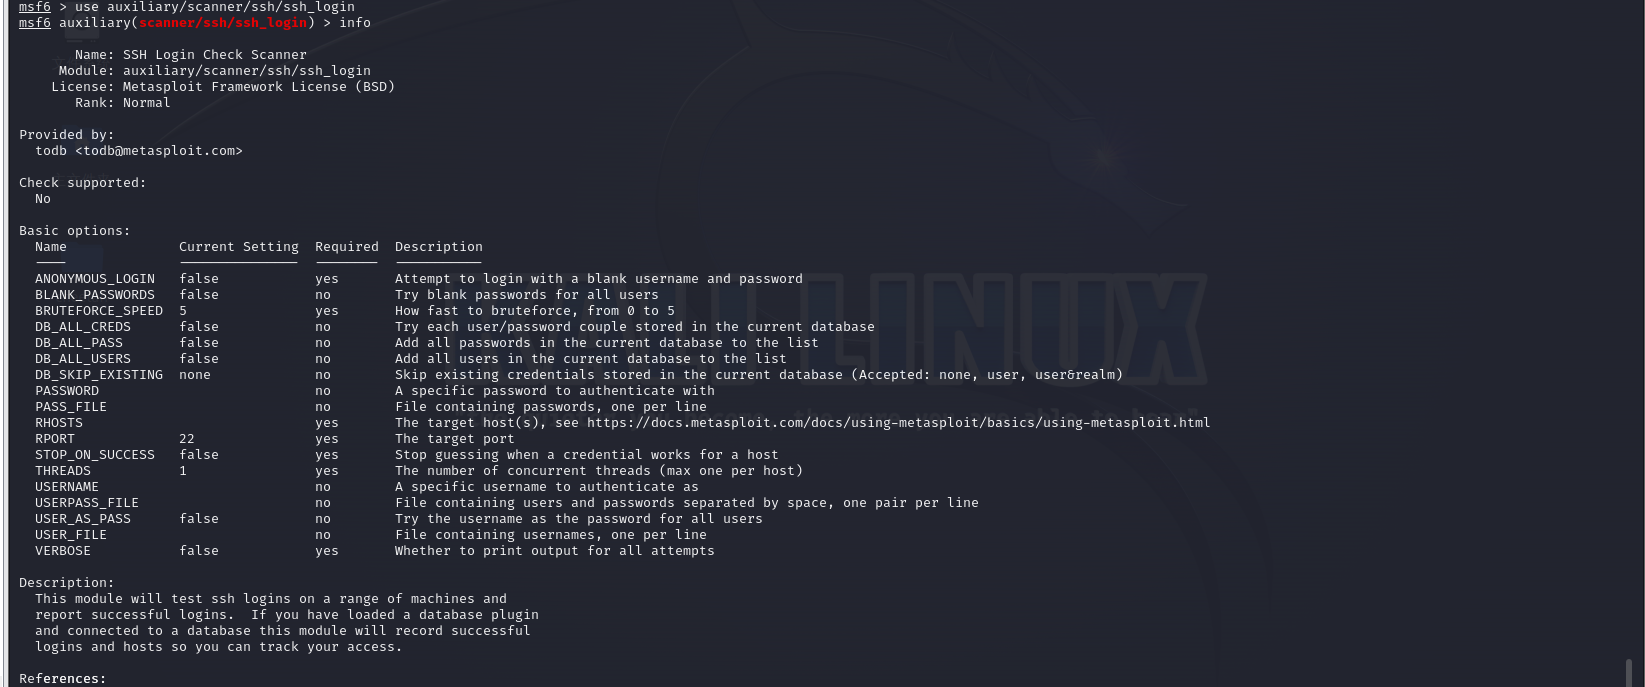 msf6 > use auxiliary/scanner/ssh/ssh_login
msf6 auxiliary(scanner/ssh/ssh_login) > info
Name: SSH Login Check Scanner
Module: auxiliary/scanner/ssh/ssh_login
License: Metasploit Framework License (BSD)
Rank: Normal
Provided by:
todb <todb@metasploit.com>
Check supported:
No
Basic options:
Name Current Setting Required Description
ANONYMOUS_LOGIN false yes Attempt to login with a blank username and password
BLANK_PASSWORDS false no Try blank passwords for all users
BRUTEFORCE_SPEED 5 yes How fast to bruteforce, from 0 to 5
DB_ALL_CREDS false no Try each user/password couple stored in the current database
DB_ALL_PASS false no Add all passwords in the current database to the list
DB_ALL_USERS false no Add all users in the current database to the list
DB_SKIP_EXISTING none no Skip existing credentials stored in the current database (Accepted: none, user, user&realm)
PASSWORD no A specific password to authenticate with
PASS_FILE no File containing passwords, one per line
RHOSTS yes The target host(s), see https://docs.metasploit.com/docs/using-metasploit/basics/using-metasploit.html
RPORT 22 yes The target port
STOP_ON_SUCCESS false yes Stop guessing when a credential works for a host
THREADS 1 yes The number of concurrent threads (max one per host)
USERNAME no A specific username to authenticate as
USERPASS_FILE no File containing users and passwords separated by space, one pair per line
USER_AS_PASS false no Try the username as the password for all users
USER_FILE no File containing usernames, one per line
VERBOSE false yes Whether to print output for all attempts
Description:
This module will test ssh logins on a range of machines and
report successful logins. If you have loaded a database plugin
and connected to a database this module will record successful
logins and hosts so you can track your access.
References:
KALI LINUX
the more you are able to hear"